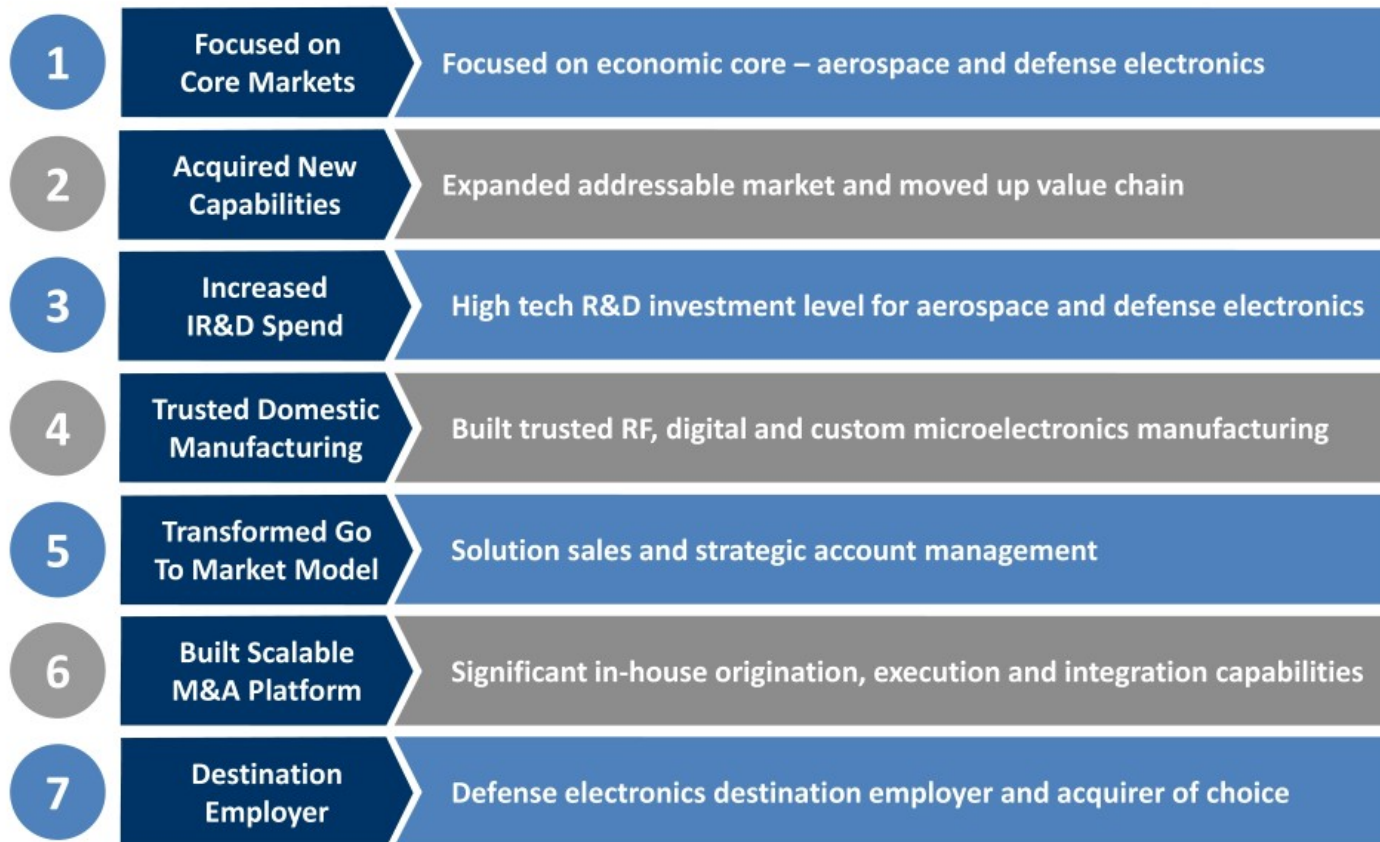 1
Focused on
Core Markets
Focused on economic core – aerospace and defense electronics
2
Acquired New
Capabilities
Expanded addressable market and moved up value chain
3
Increased
IR&D Spend
High tech R&D investment level for aerospace and defense electronics
4
Trusted Domestic
Manufacturing
Built trusted RF, digital and custom microelectronics manufacturing
5
Transformed Go
To Market Model
Solution sales and strategic account management
6
Built Scalable
M&A Platform
Significant in-house origination, execution and integration capabilities
7
Destination
Employer
Defense electronics destination employer and acquirer of choice